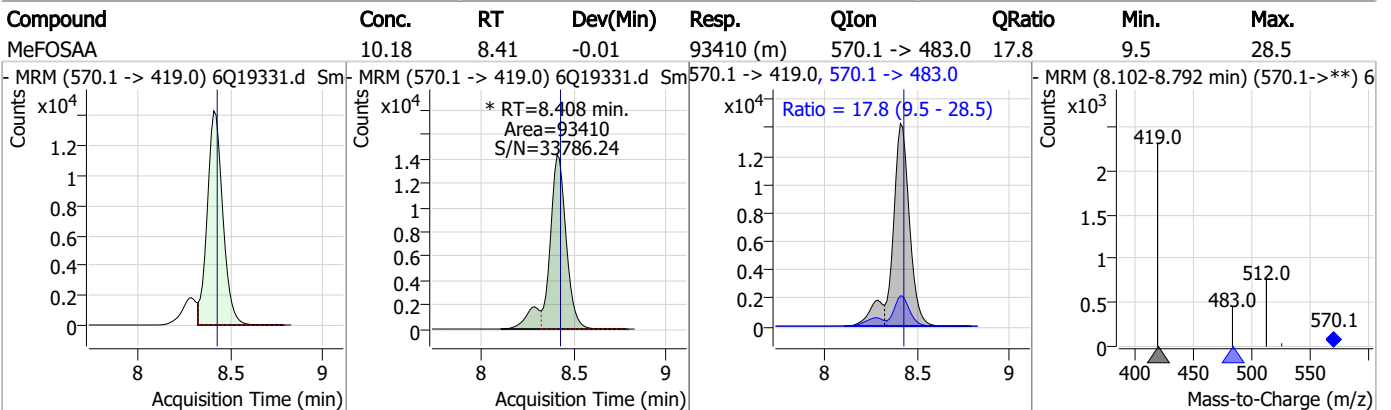 Compound Conc. RT Dev(Min) Resp. QIon QRatio Min. Max.
MeFOSAA 10.18 8.41 -0.01 93410 (m) 570.1 -> 483.0 17.8 9.5 28.5
- MRM (570.1 -> 419.0) 6Q19331.d Sm
Counts
x10⁴
1.2
1
0.8
0.6
0.4
0.2
0
8 8.5 9
Acquisition Time (min)
- MRM (570.1 -> 419.0) 6Q19331.d Sm
Counts
x10⁴
* RT=8.408 min.
Area=93410
S/N=33786.24
1.4
1.2
1
0.8
0.6
0.4
0.2
0
8 8.5 9
Acquisition Time (min)
570.1 -> 419.0, 570.1 -> 483.0
x10⁴
Ratio = 17.8 (9.5 - 28.5)
1.2
1
0.8
0.6
0.4
0.2
0
8 8.5 9
Acquisition Time (min)
- MRM (8.102-8.792 min) (570.1->**) 6
Counts
x10³
419.0
2
1.5
1
512.0
0.5
483.0
570.1
0
400 450 500 550
Mass-to-Charge (m/z)